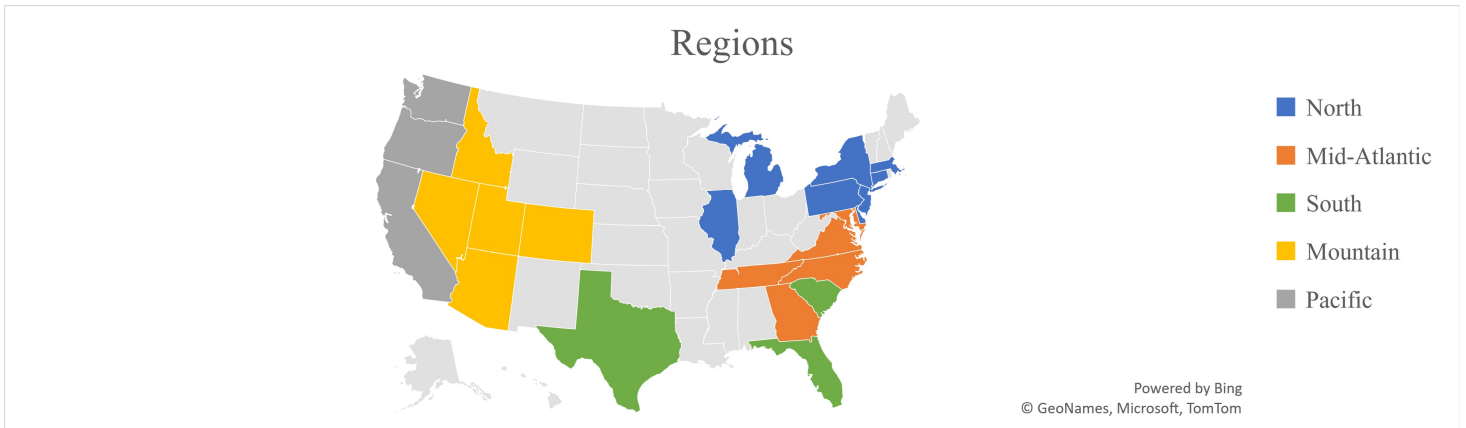 Regions
North
Mid-Atlantic
South
Mountain
Pacific
Powered by Bing
© GeoNames, Microsoft, TomTom